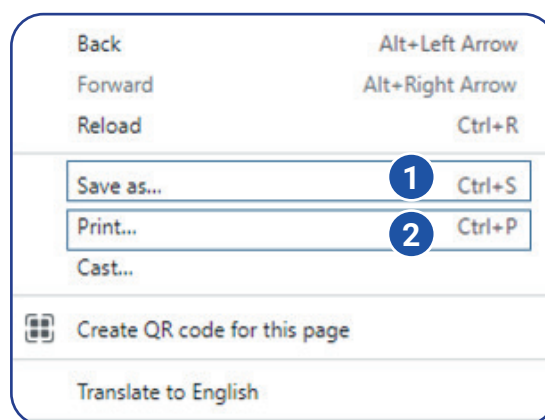 Back Alt+Left Arrow
Forward Alt+Right Arrow
Reload Ctrl+R
Save as... 1 Ctrl+S
Print... 2 Ctrl+P
Cast...
Create QR code for this page
Translate to English